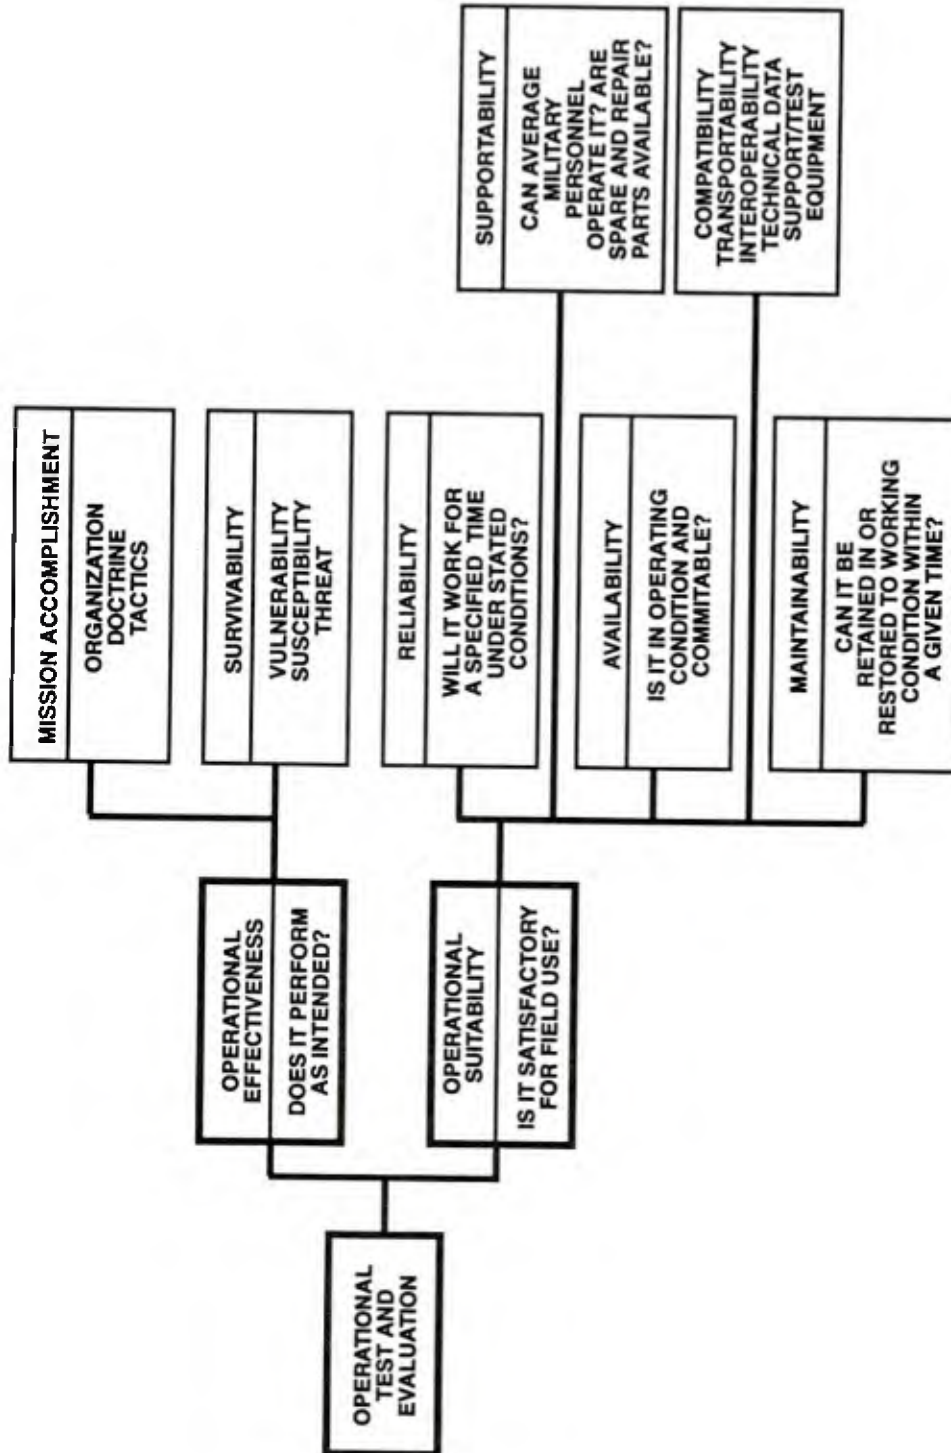 OPERATIONAL
TEST AND
EVALUATION
OPERATIONAL
EFFECTIVENESS
DOES IT PERFORM
AS INTENDED?
OPERATIONAL
SUITABILITY
IS IT SATISFACTORY
FOR FIELD USE?
MISSION ACCOMPLISHMENT
ORGANIZATION
DOCTRINE
TACTICS
SURVIVABILITY
VULNERABILITY
SUSCEPTIBILITY
THREAT
RELIABILITY
WILL IT WORK FOR
A SPECIFIED TIME
UNDER STATED
CONDITIONS?
AVAILABILITY
IS IT IN OPERATING
CONDITION AND
COMMITABLE?
MAINTAINABILITY
CAN IT BE
RETAINED IN OR
RESTORED TO WORKING
CONDITION WITHIN
A GIVEN TIME?
SUPPORTABILITY
CAN AVERAGE
MILITARY
PERSONNEL
OPERATE IT? ARE
SPARE AND REPAIR
PARTS AVAILABLE?
COMPATIBILITY
TRANSPORTABILITY
INTEROPERABILITY
TECHNICAL DATA
SUPPORT/TEST
EQUIPMENT